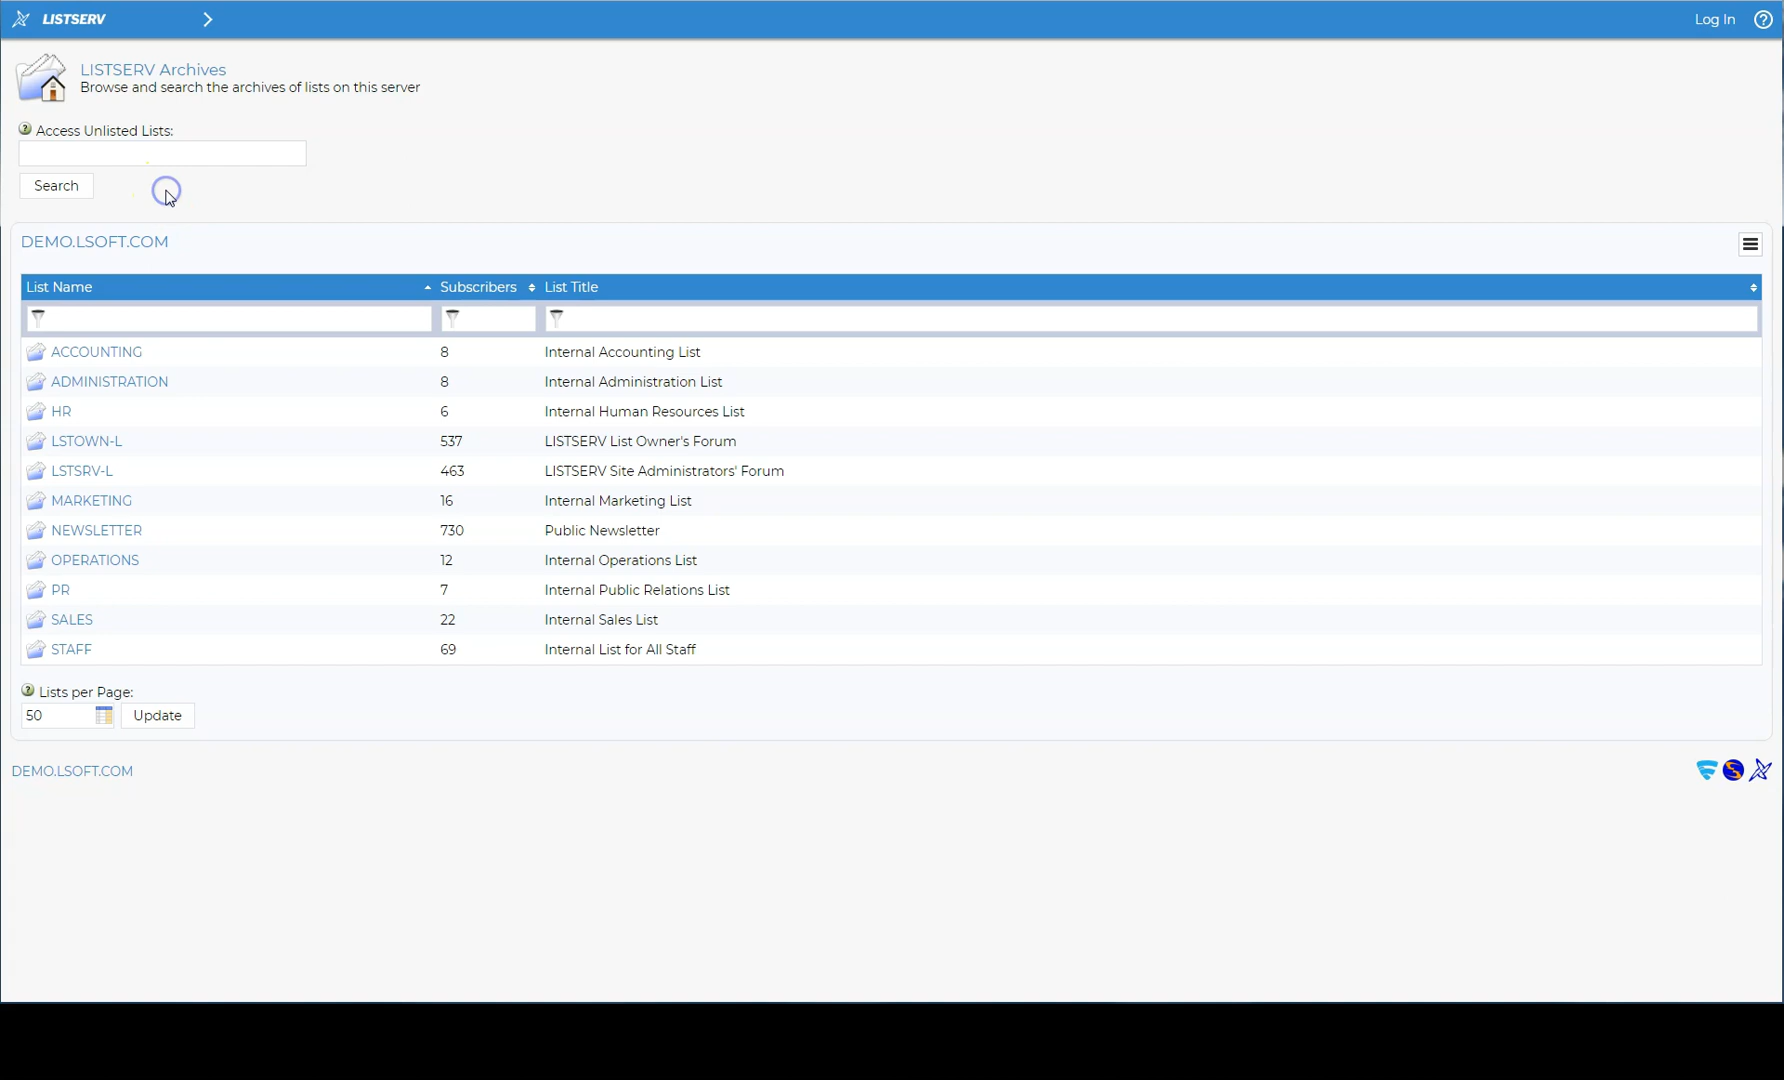 LISTSERV
Log In
LISTSERV Archives
Browse and search the archives of lists on this server
Access Unlisted Lists:
Search
DEMO.LSOFT.COM
List Name Subscribers List Title
ACCOUNTING 8 Internal Accounting List
ADMINISTRATION 8 Internal Administration List
HR 6 Internal Human Resources List
LSTOWN-L 537 LISTSERV List Owner's Forum
LSTSRV-L 463 LISTSERV Site Administrators' Forum
MARKETING 16 Internal Marketing List
NEWSLETTER 730 Public Newsletter
OPERATIONS 12 Internal Operations List
PR 7 Internal Public Relations List
SALES 22 Internal Sales List
STAFF 69 Internal List for All Staff
Lists per Page:
50 Update
DEMO.LSOFT.COM